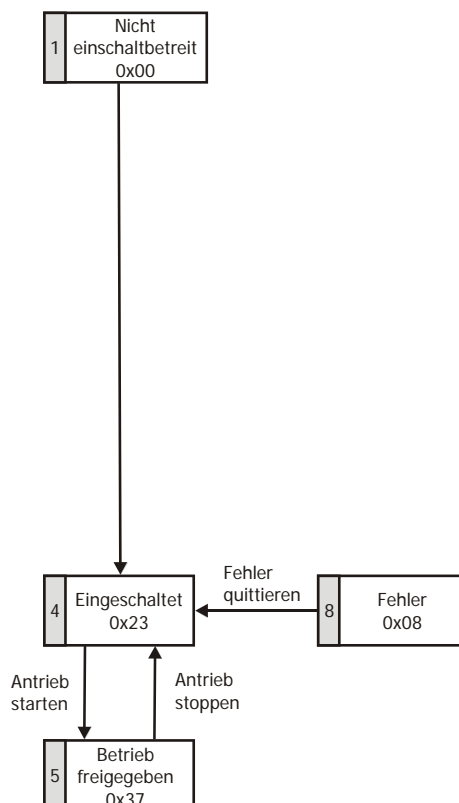 1
Nicht
einschaltbetreit
0x00
4
Eingeschaltet
0x23
Fehler
quittieren
8
Fehler
0x08
Antrieb
starten
Antrieb
stoppen
5
Betrieb
freigegeben
0x37